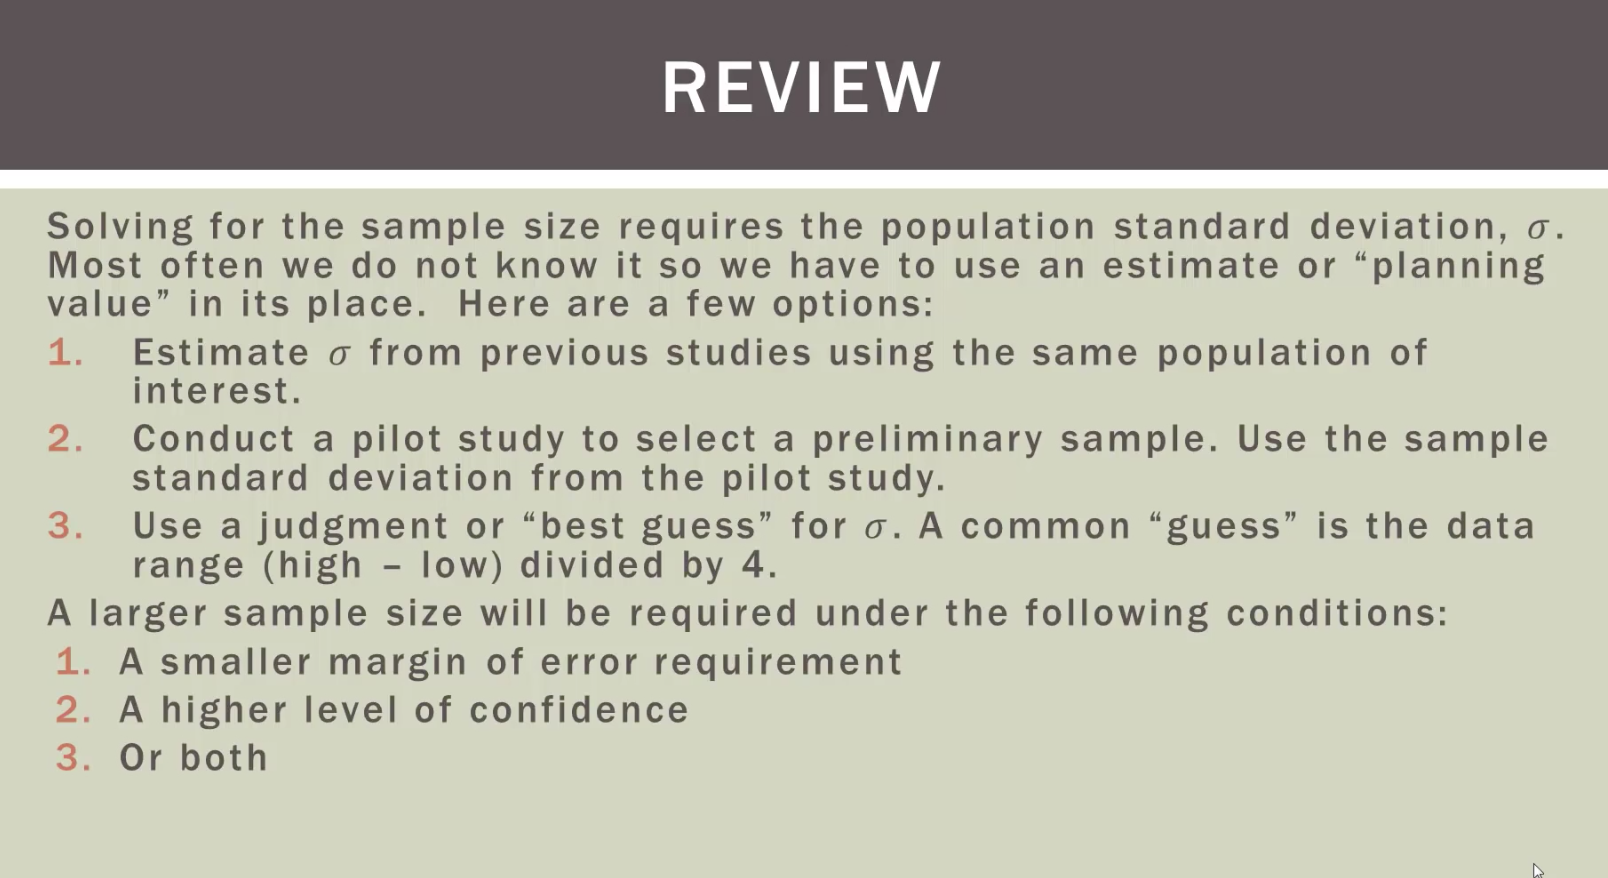 REVIEW
Solving for the sample size requires the population standard deviation, σ.
Most often we do not know it so we have to use an estimate or “planning
value” in its place.  Here are a few options:
1. Estimate σ from previous studies using the same population of
interest.
2. Conduct a pilot study to select a preliminary sample. Use the sample
standard deviation from the pilot study.
3. Use a judgment or “best guess” for σ. A common “guess” is the data
range (high – low) divided by 4.
A larger sample size will be required under the following conditions:
1. A smaller margin of error requirement
2. A higher level of confidence
3. Or both